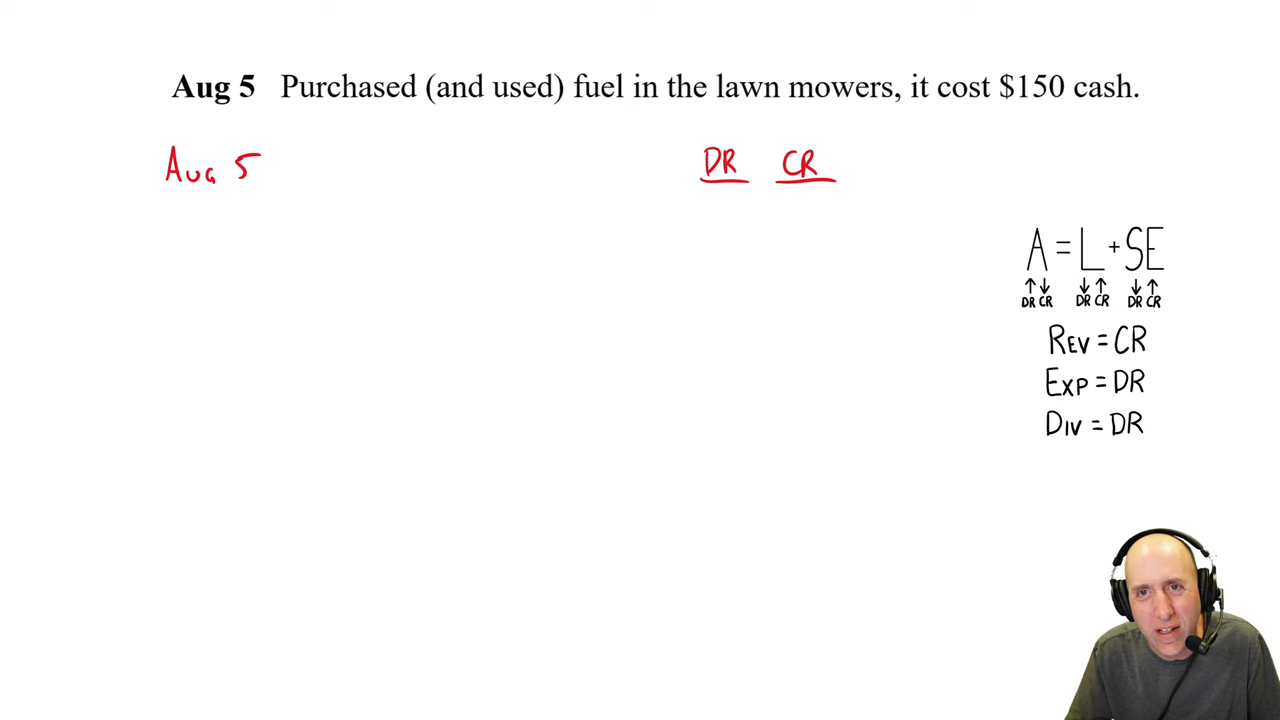 Aug 5 Purchased (and used) fuel in the lawn mowers, it cost $150 cash.
Aug 5 DR CR
A = L + SE
↑ ↓ ↓ ↑ ↓ ↑
DR CR DR CR DR CR
REV = CR
EXP = DR
DIV = DR